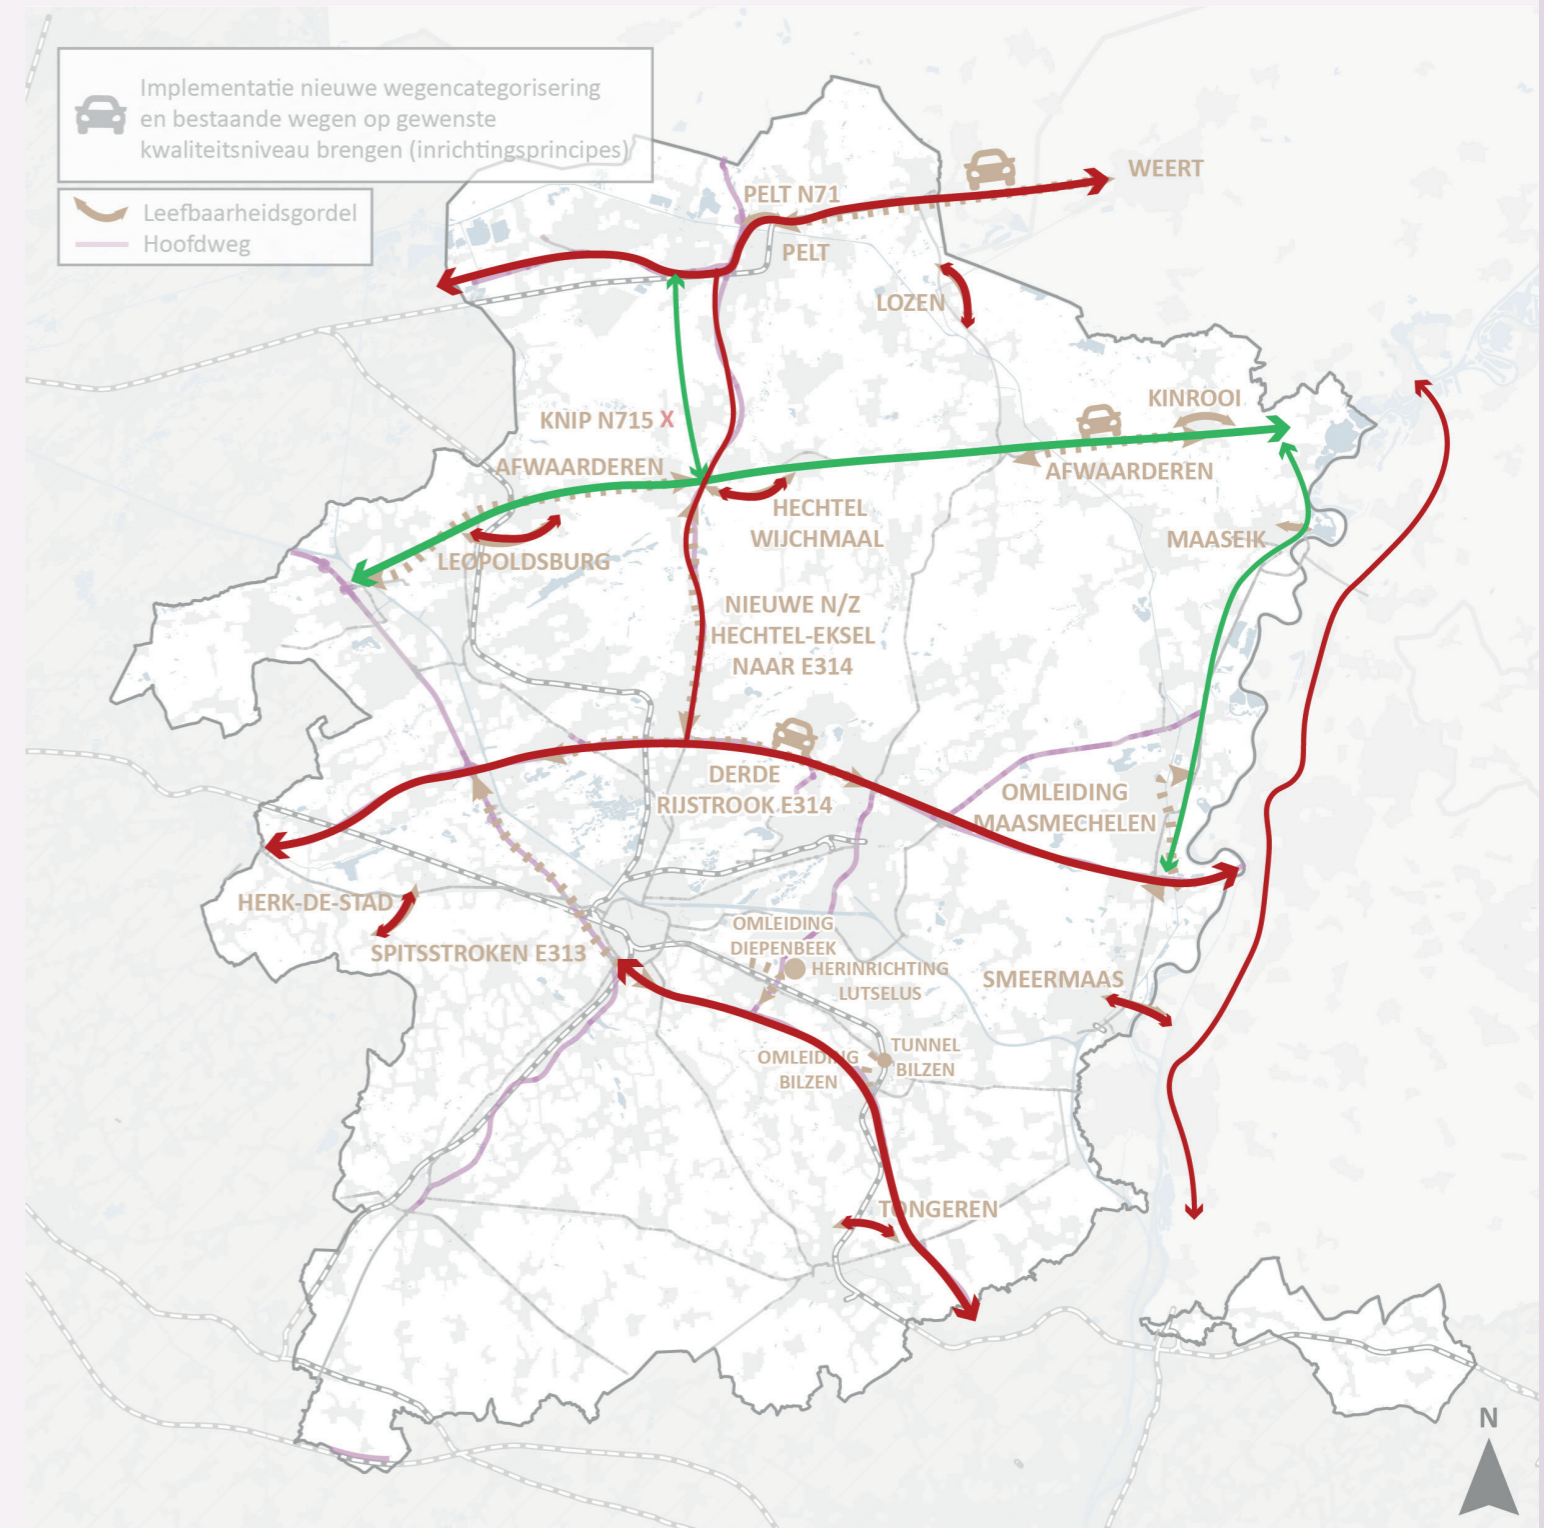 Implementatie nieuwe wegencategorisering
en bestaande wegen op gewenste
kwaliteitsniveau brengen (inrichtingsprincipes)
Leefbaarheidsgordel
Hoofdweg
WEERT
PELT N71
PELT
LOZEN
KINROOI
KNIP N715 X
AFWAARDEREN
AFWAARDEREN
HECHTEL
WIJCHMAAL
MAASEIK
LEOPOLDSBURG
NIEUWE N/Z
HECHTEL-EKSEL
NAAR E314
DERDE
RIJSTROOK E314
OMLEIDING
MAASMECHELEN
HERK-DE-STAD
SPITSSTROKEN E313
OMLEIDING
DIEPENBEEK
HERINRICHTING
LUTSELUS
SMEERMAAS
OMLEIDING
BILZEN
TUNNEL
BILZEN
TONGEREN
N